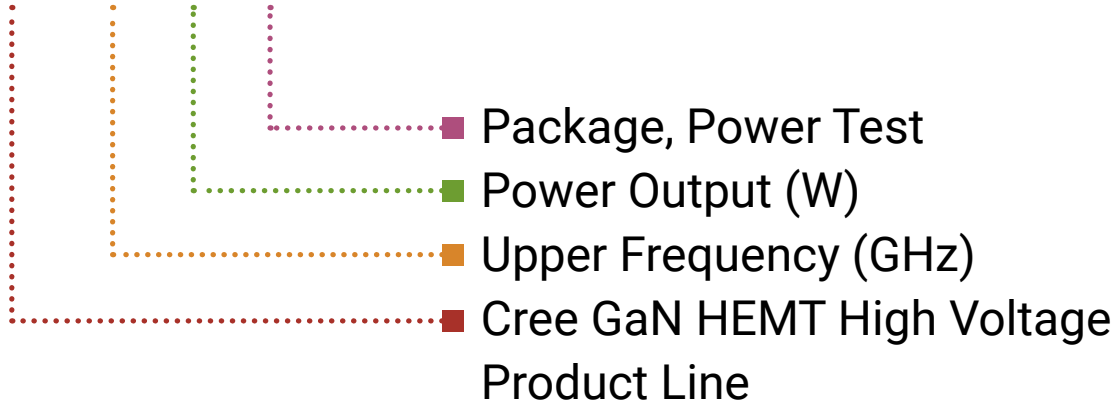 Package, Power Test
Power Output (W)
Upper Frequency (GHz)
Cree GaN HEMT High Voltage
Product Line